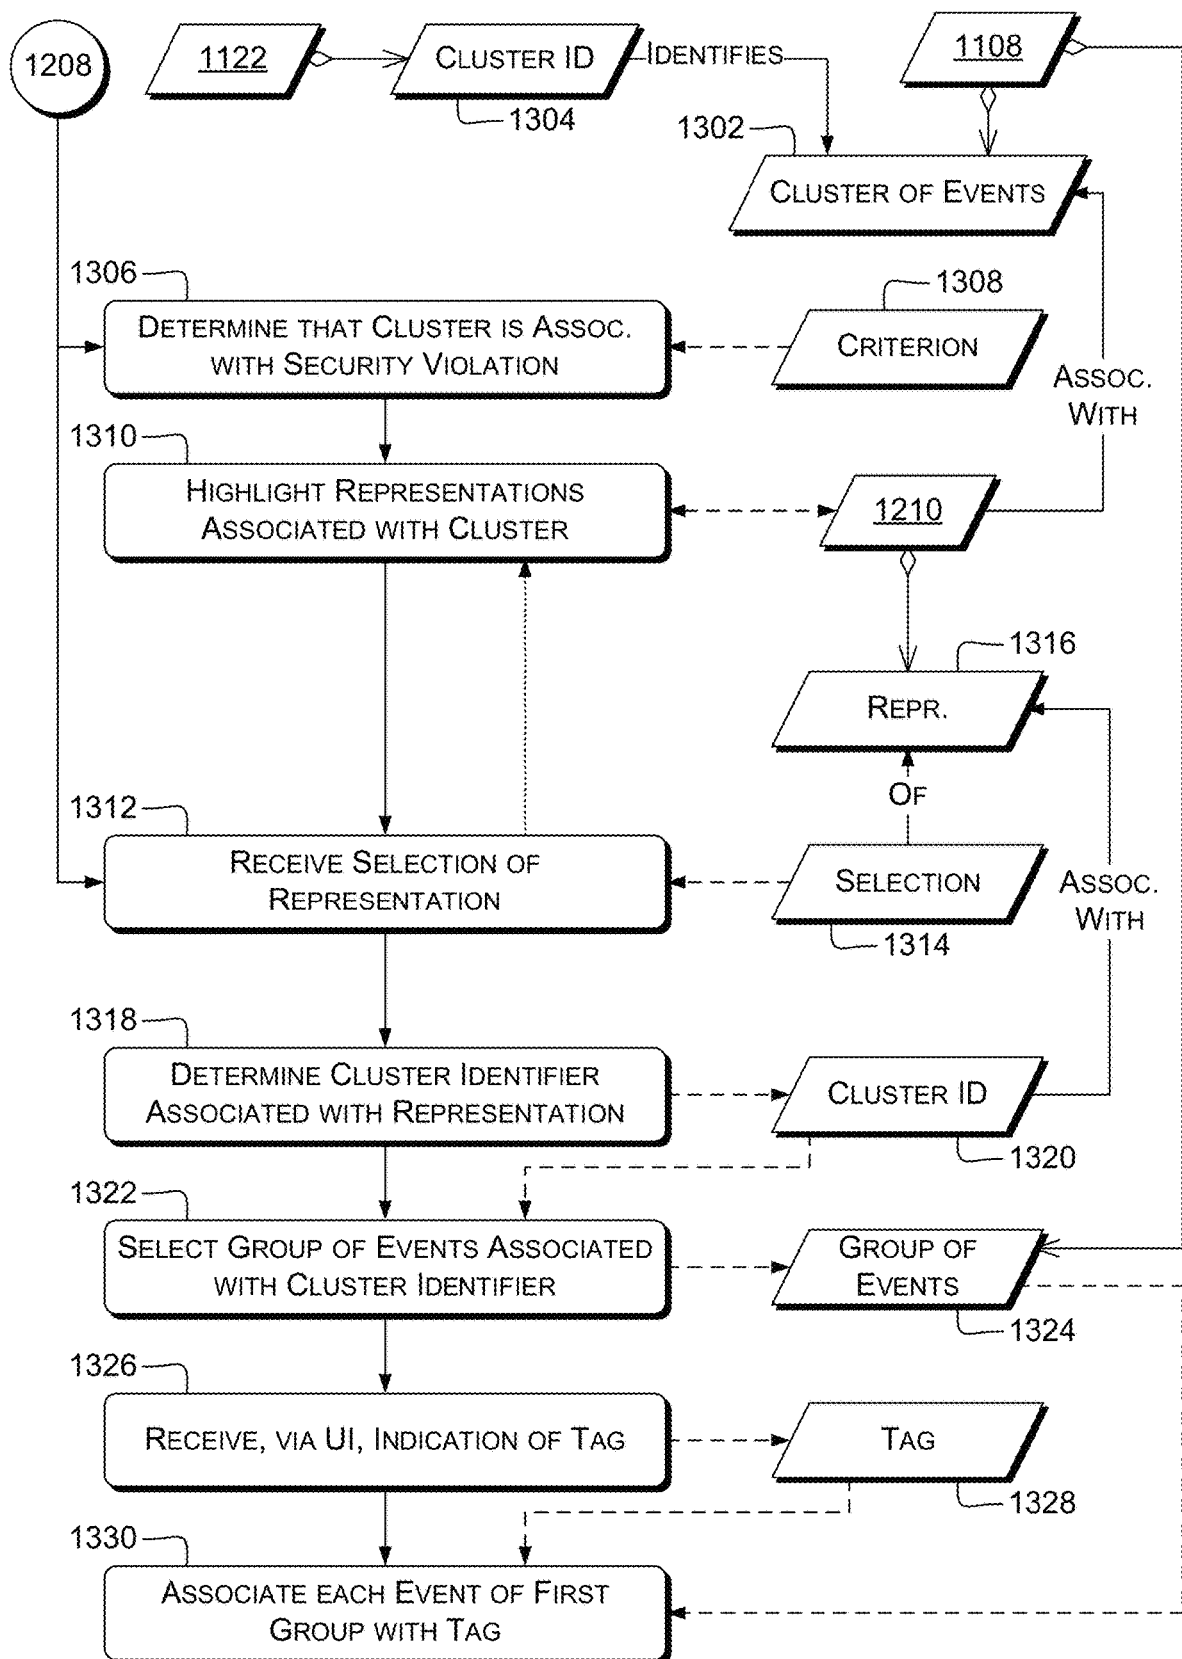 1208
1122
CLUSTER ID
IDENTIFIES
1108
1304
1302
CLUSTER OF EVENTS
1306
DETERMINE THAT CLUSTER IS ASSOC.
WITH SECURITY VIOLATION
1308
CRITERION
ASSOC.
WITH
1310
HIGHLIGHT REPRESENTATIONS
ASSOCIATED WITH CLUSTER
1210
1316
REPR.
OF
1312
RECEIVE SELECTION OF
REPRESENTATION
SELECTION
1314
ASSOC.
WITH
1318
DETERMINE CLUSTER IDENTIFIER
ASSOCIATED WITH REPRESENTATION
CLUSTER ID
1320
1322
SELECT GROUP OF EVENTS ASSOCIATED
WITH CLUSTER IDENTIFIER
GROUP OF
EVENTS
1324
1326
RECEIVE, VIA UI, INDICATION OF TAG
TAG
1328
1330
ASSOCIATE EACH EVENT OF FIRST
GROUP WITH TAG